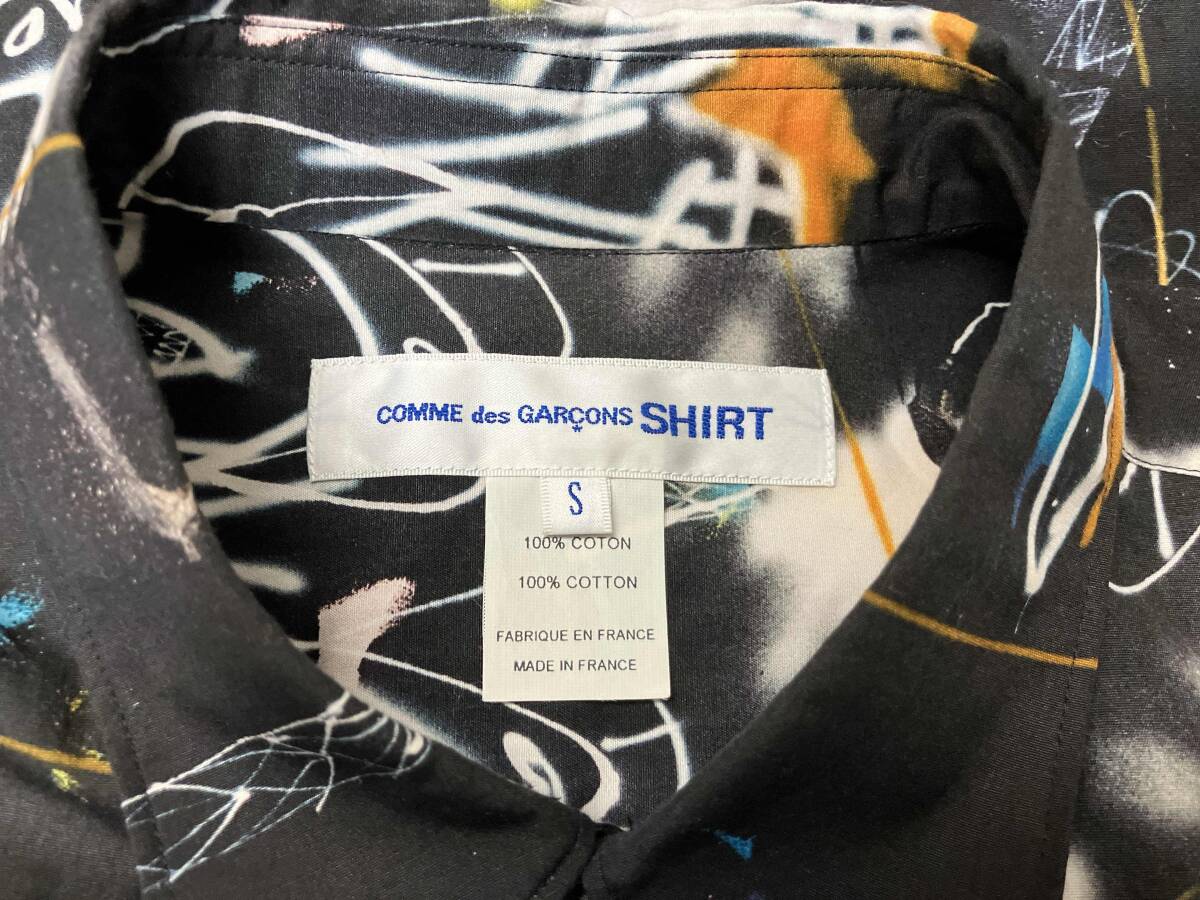 COMME des GARÇONS SHIRT
*
S
100% COTON
100% COTTON
FABRIQUE EN FRANCE
MADE IN FRANCE